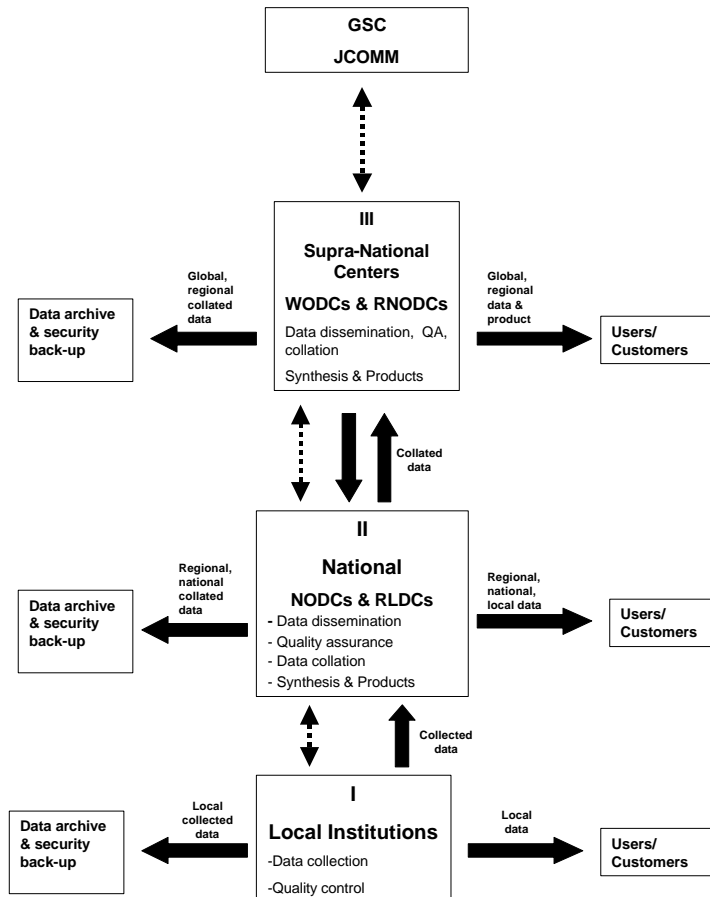 GSC
JCOMM
III
Supra-National
Centers
WODCs & RNODCs
Data dissemination, QA,
collation
Synthesis & Products
Global,
regional
collated
data
Data archive
& security
back-up
Global,
regional
data &
product
Users/
Customers
Collated
data
II
National
NODCs & RLDCs
- Data dissemination
- Quality assurance
- Data collation
- Synthesis & Products
Regional,
national
collated
data
Data archive
& security
back-up
Regional,
national,
local data
Users/
Customers
Collected
data
I
Local Institutions
-Data collection
-Quality control
Local
collected
data
Data archive
& security
back-up
Local
data
Users/
Customers